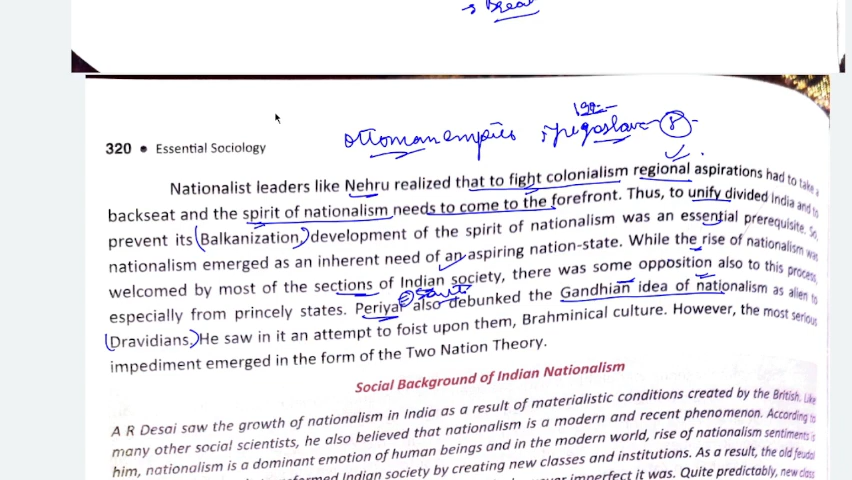 Break
Ottoman empires Yugoslava 8
320 • Essential Sociology
Nationalist leaders like Nehru realized that to fight colonialism regional aspirations had to take a
backseat and the spirit of nationalism needs to come to the forefront. Thus, to unify divided India and to
prevent its (Balkanization,) development of the spirit of nationalism was an essential prerequisite. So,
nationalism emerged as an inherent need of an aspiring nation-state. While the rise of nationalism was
welcomed by most of the sections of Indian society, there was some opposition also to this process,
South
especially from princely states. Periyar also debunked the Gandhian idea of nationalism as alien to
(Dravidians.) He saw in it an attempt to foist upon them, Brahminical culture. However, the most serious
impediment emerged in the form of the Two Nation Theory.
Social Background of Indian Nationalism
A R Desai saw the growth of nationalism in India as a result of materialistic conditions created by the British. Like
many other social scientists, he also believed that nationalism is a modern and recent phenomenon. According to
him, nationalism is a dominant emotion of human beings and in the modern world, rise of nationalism sentiments is
Indian society by creating new classes and institutions. As a result, the old feudal
imperfect it was. Quite predictably, new class